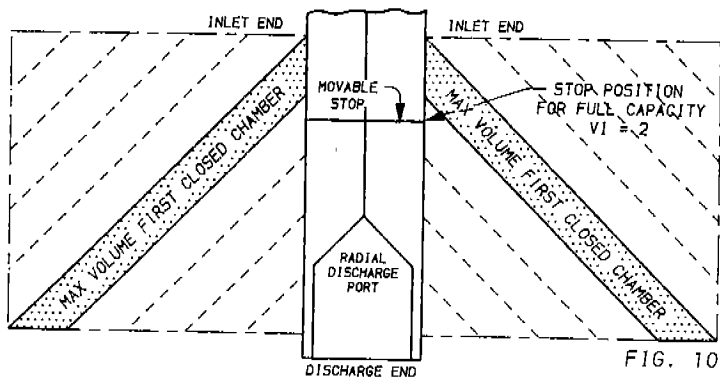 INLET END
INLET END
MOVABLE
STOP
STOP POSITION
FOR FULL CAPACITY
VI = 2
MAX VOLUME FIRST CLOSED CHAMBER
MAX VOLUME FIRST CLOSED CHAMBER
RADIAL
DISCHARGE
PORT
DISCHARGE END
FIG. 10